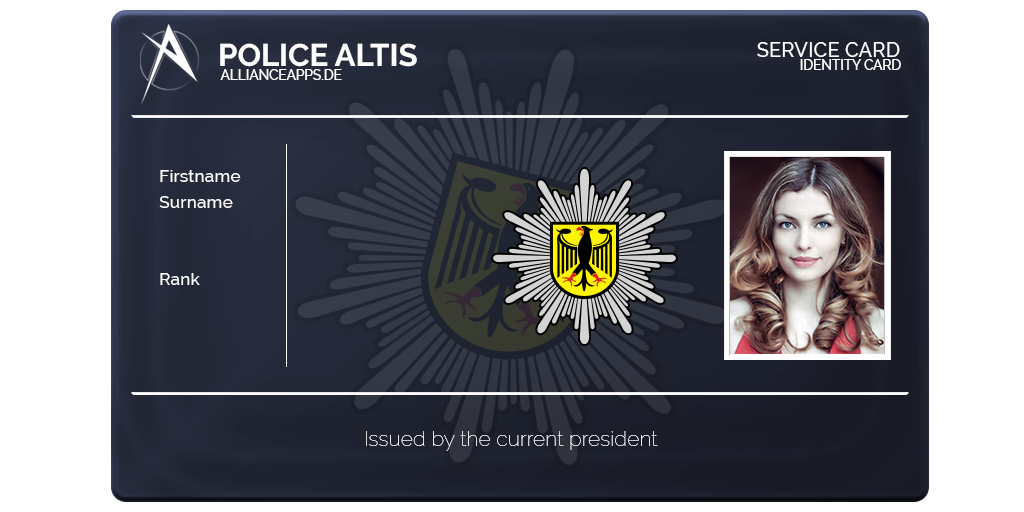 POLICE ALTIS
ALLIANCEAPPS.DE
SERVICE CARD
IDENTITY CARD
Firstname
Surname
Rank
Issued by the current president